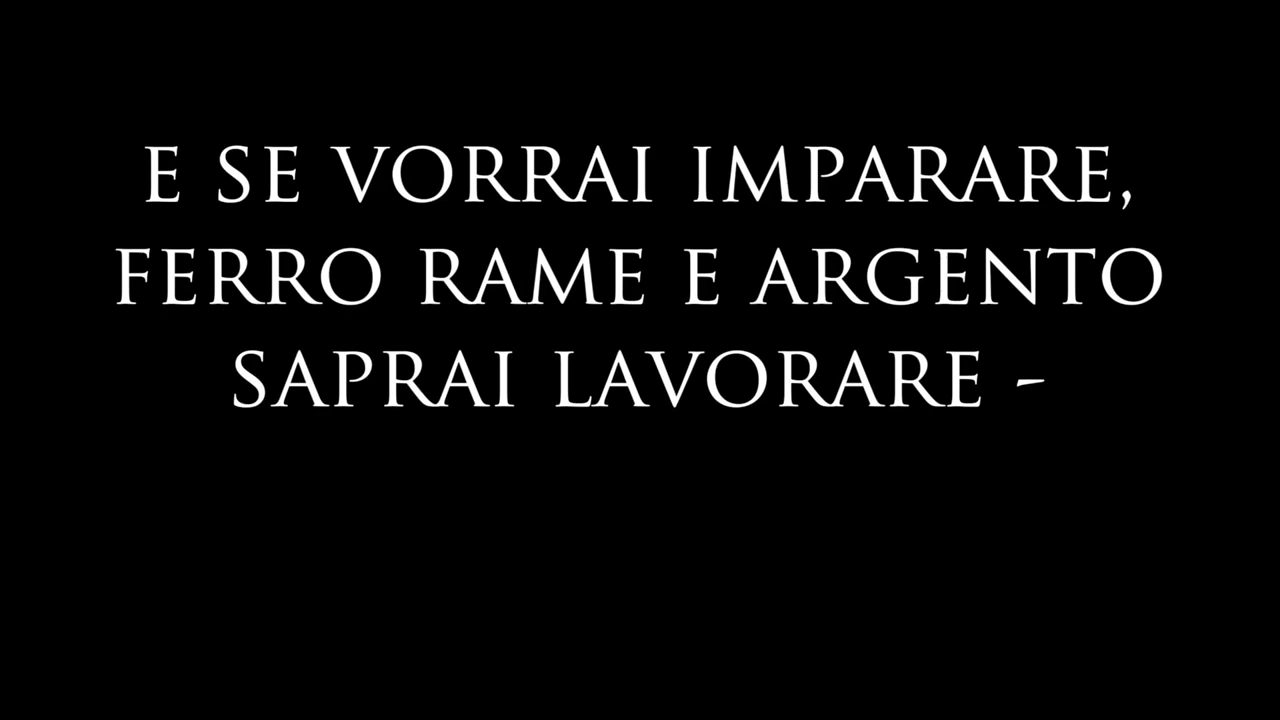 E SE VORRAI IMPARARE,
FERRO RAME E ARGENTO
SAPRAI LAVORARE -